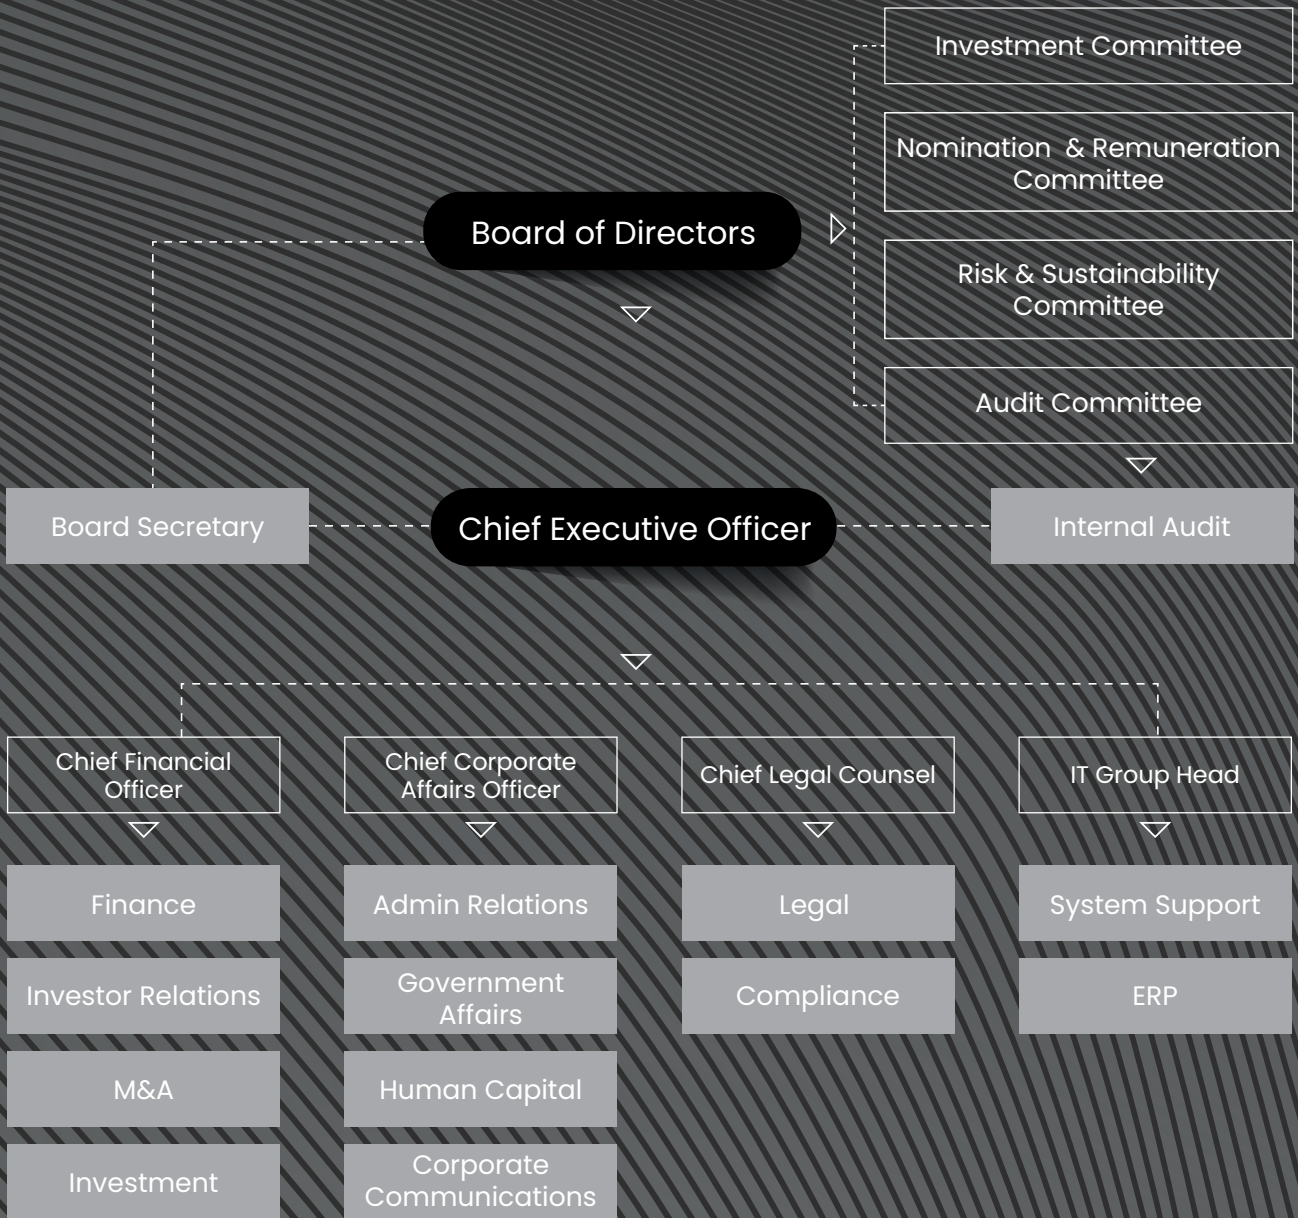 Investment Committee
Nomination & Remuneration
Committee
Board of Directors
Risk & Sustainability
Committee
Audit Committee
Board Secretary
Chief Executive Officer
Internal Audit
Chief Financial
Officer
Chief Corporate
Affairs Officer
Chief Legal Counsel
IT Group Head
Finance
Admin Relations
Legal
System Support
Investor Relations
Government
Affairs
Compliance
ERP
M&A
Human Capital
Investment
Corporate
Communications